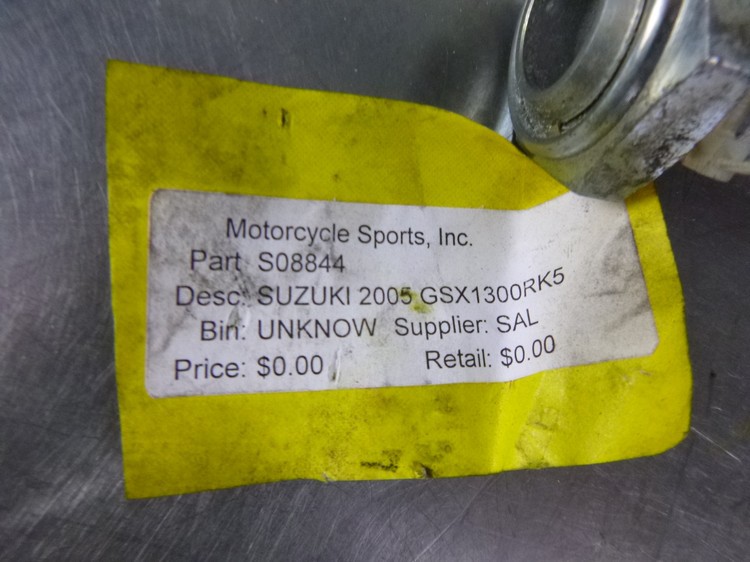 Motorcycle Sports, Inc.
Part S08844
Desc: SUZUKI 2005 GSX1300RK5
Bin: UNKNOW Supplier: SAL
Price: $0.00 Retail: $0.00